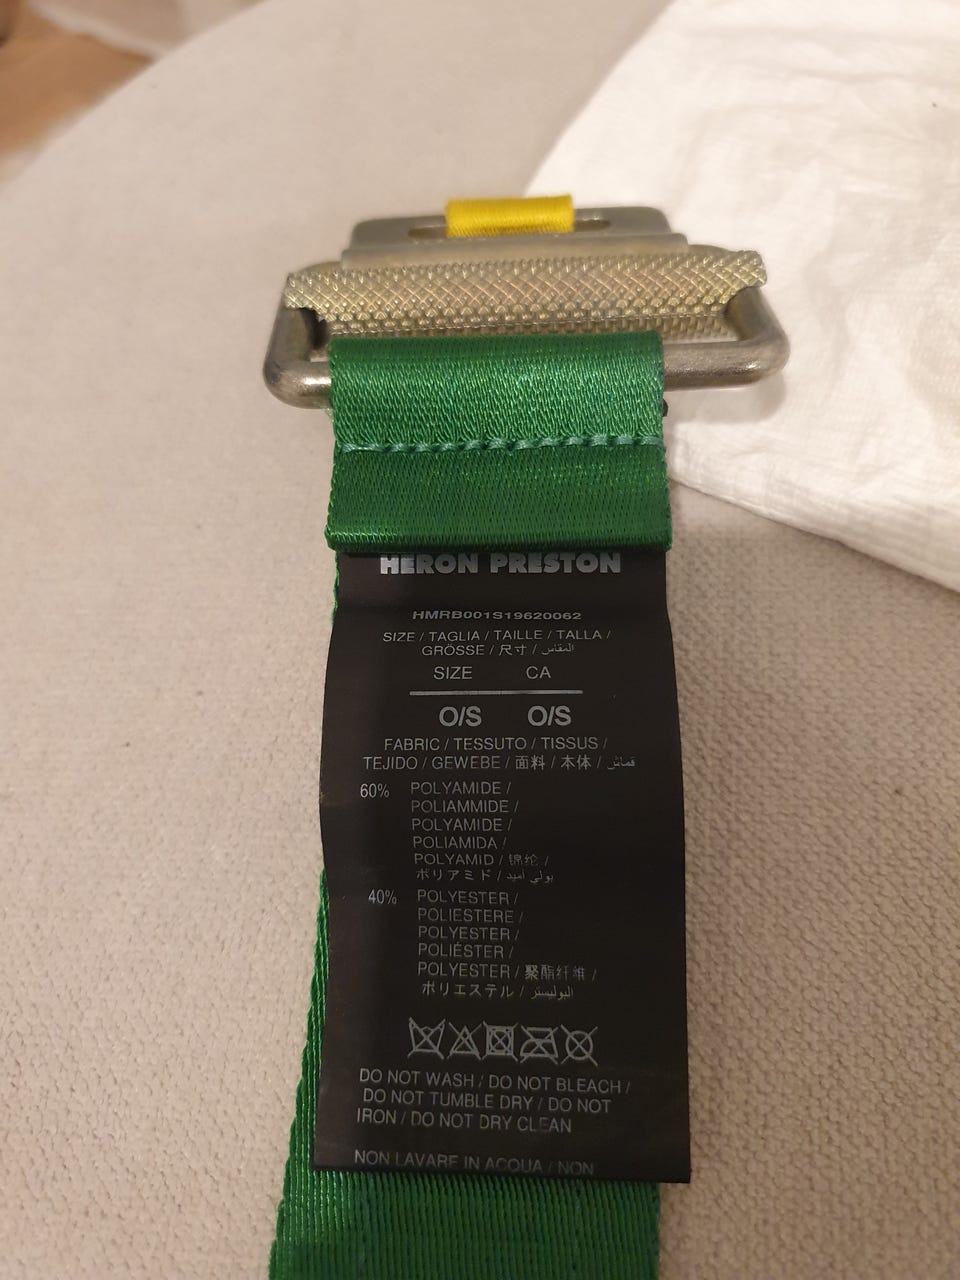 HERON PRESTON
HMRB001S19620062
SIZE / TAGLIA / TAILLE / TALLA /
GRÖSSE / 尺寸 / المقاس
SIZE CA
O/S O/S
FABRIC / TESSUTO / TISSUS /
TEJIDO / GEWEBE / 面料 / 本体 / قماش
60% POLYAMIDE /
POLIAMMIDE /
POLYAMIDE /
POLIAMIDA /
POLYAMID / 锦纶 /
ポリアミド / بولي اميد
40% POLYESTER /
POLIESTERE /
POLYESTER /
POLIÉSTER /
POLYESTER / 聚酯纤维 /
ポリエステル / البوليستر
DO NOT WASH / DO NOT BLEACH /
DO NOT TUMBLE DRY / DO NOT
IRON / DO NOT DRY CLEAN
NON LAVARE IN ACQUA / NON